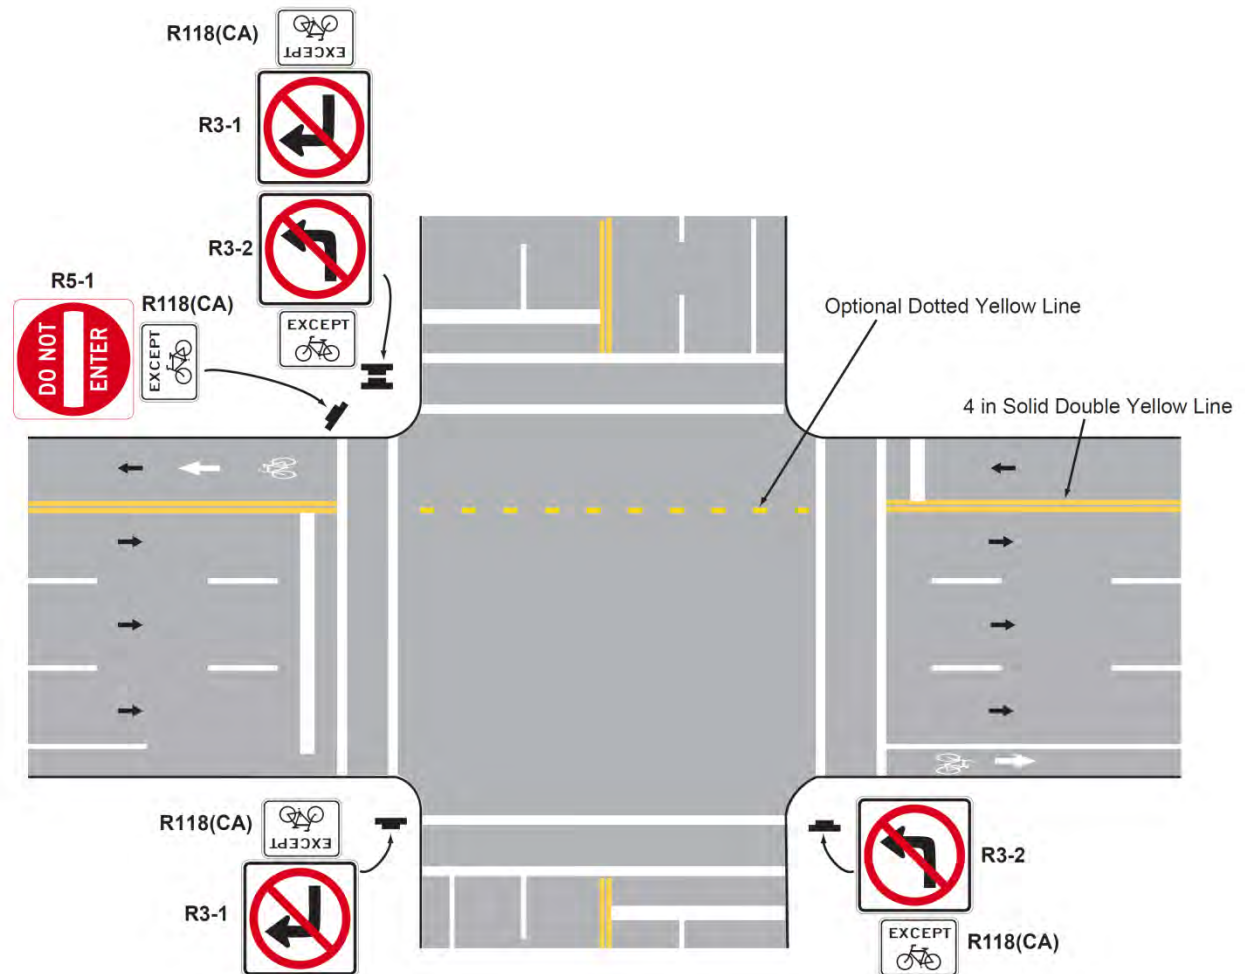 R118(CA)
EXCEPT
R3-1
R3-2
R5-1
R118(CA)
EXCEPT
DO NOT
ENTER
EXCEPT
Optional Dotted Yellow Line
4 in Solid Double Yellow Line
R118(CA)
EXCEPT
R3-1
R3-2
EXCEPT
R118(CA)